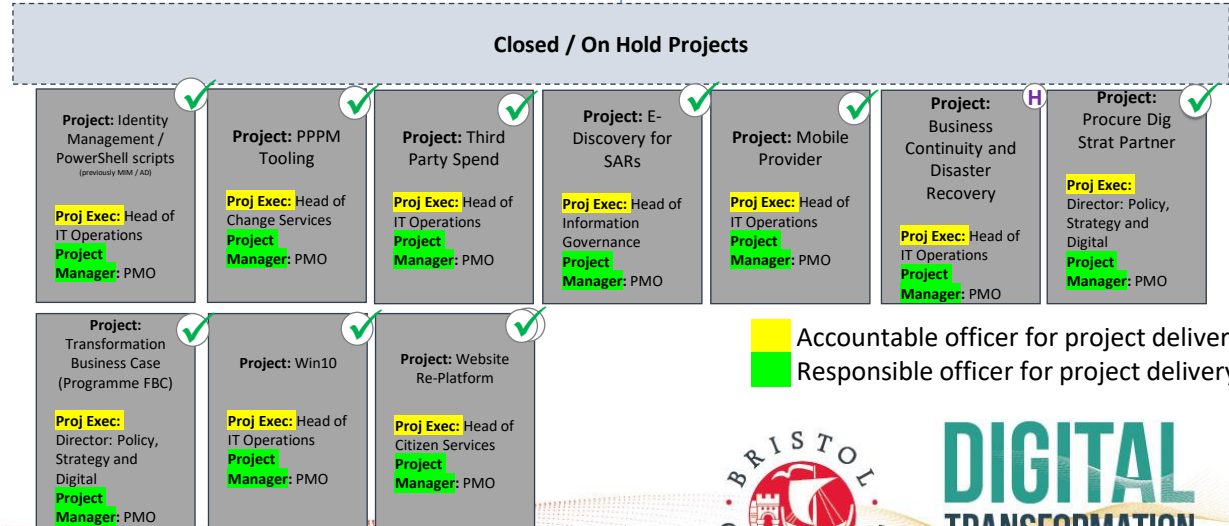 Closed / On Hold Projects
Project: Identity
Management /
PowerShell scripts
(previously MIM / AD)
Proj Exec: Head of
IT Operations
Project
Manager: PMO
Project: PPPM
Tooling
Proj Exec: Head of
Change Services
Project
Manager: PMO
Project: Third
Party Spend
Proj Exec: Head of
IT Operations
Project
Manager: PMO
Project: E-
Discovery for
SARs
Proj Exec: Head of
Information
Governance
Project
Manager: PMO
Project: Mobile
Provider
Proj Exec: Head of
IT Operations
Project
Manager: PMO
H
Project:
Business
Continuity and
Disaster
Recovery
Proj Exec: Head of
IT Operations
Project
Manager: PMO
Project:
Procure Dig
Strat Partner
Proj Exec:
Director: Policy,
Strategy and
Digital
Project
Manager: PMO
Project:
Transformation
Business Case
(Programme FBC)
Proj Exec:
Director: Policy,
Strategy and
Digital
Project
Manager: PMO
Project: Win10
Proj Exec: Head of
IT Operations
Project
Manager: PMO
Project: Website
Re-Platform
Proj Exec: Head of
Citizen Services
Project
Manager: PMO
Accountable officer for project deliver
Responsible officer for project delivery
BRISTOL
DIGITAL
TRANSFORMATION